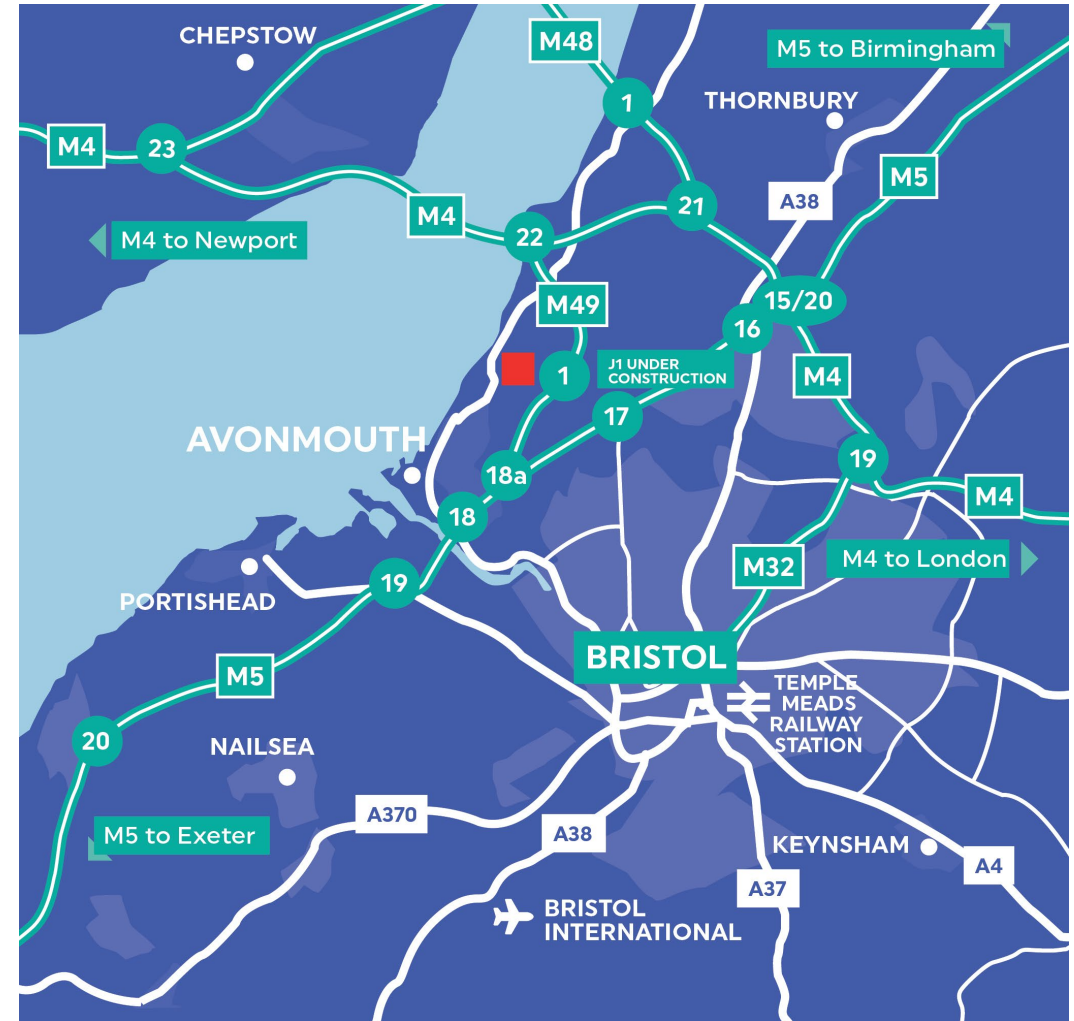 CHEPSTOW
M48
M5 to Birmingham
1
THORNBURY
M4
23
M5
A38
21
M4
22
M4 to Newport
15/20
M49
16
1
J1 UNDER
CONSTRUCTION
M4
17
AVONMOUTH
19
18a
M4
18
M32
M4 to London
19
PORTISHEAD
BRISTOL
M5
TEMPLE
MEADS
RAILWAY
STATION
20
NAILSEA
A370
A38
M5 to Exeter
KEYNSHAM
A4
A37
BRISTOL
INTERNATIONAL